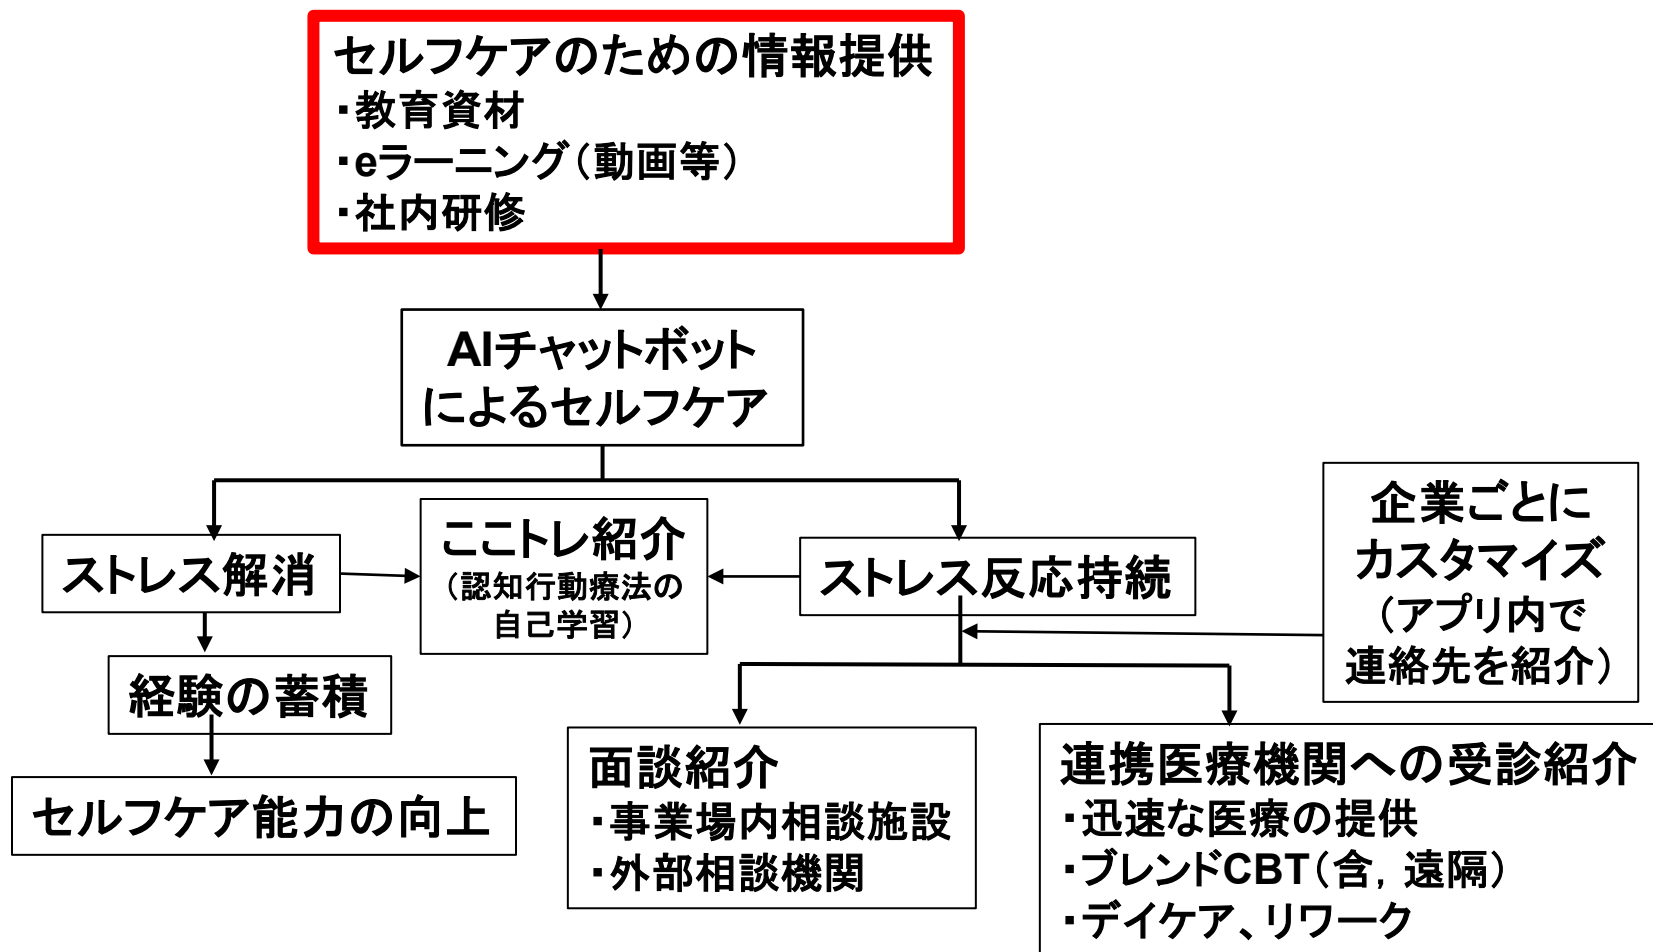 セルフケアのための情報提供
・教育資材
・eラーニング（動画等）
・社内研修
AIチャットボット
によるセルフケア
ストレス解消
ここトレ紹介
（認知行動療法の
自己学習）
ストレス反応持続
企業ごとに
カスタマイズ
（アプリ内で
連絡先を紹介）
経験の蓄積
セルフケア能力の向上
面談紹介
・事業場内相談施設
・外部相談機関
連携医療機関への受診紹介
・迅速な医療の提供
・ブレンドCBT（含，遠隔）
・デイケア、リワーク